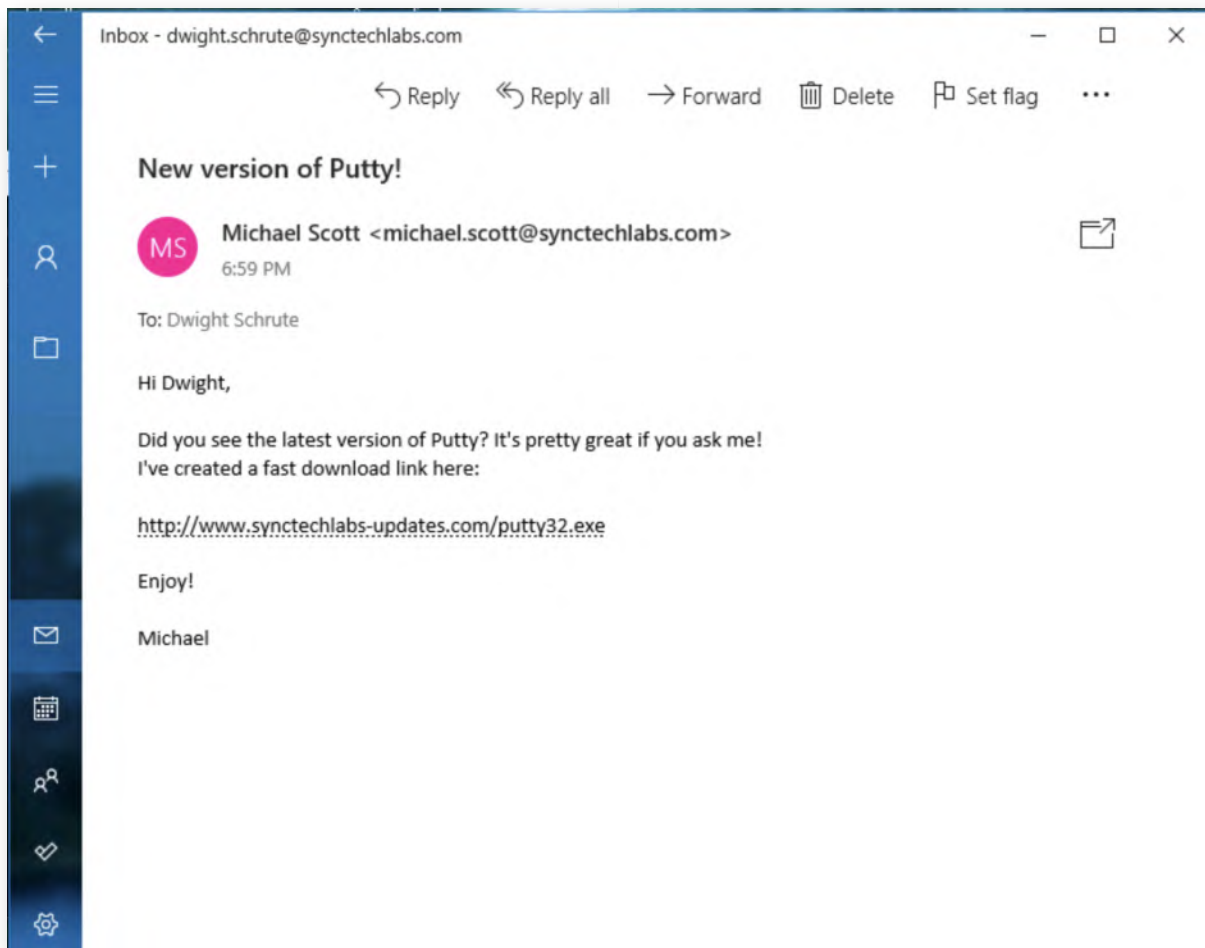 Inbox - dwight.schrute@synctechlabs.com
Reply Reply all Forward Delete Set flag
New version of Putty!
MS
Michael Scott <michael.scott@synctechlabs.com>
6:59 PM
To: Dwight Schrute
Hi Dwight,
Did you see the latest version of Putty? It's pretty great if you ask me!
I've created a fast download link here:
http://www.synctechlabs-updates.com/putty32.exe
Enjoy!
Michael